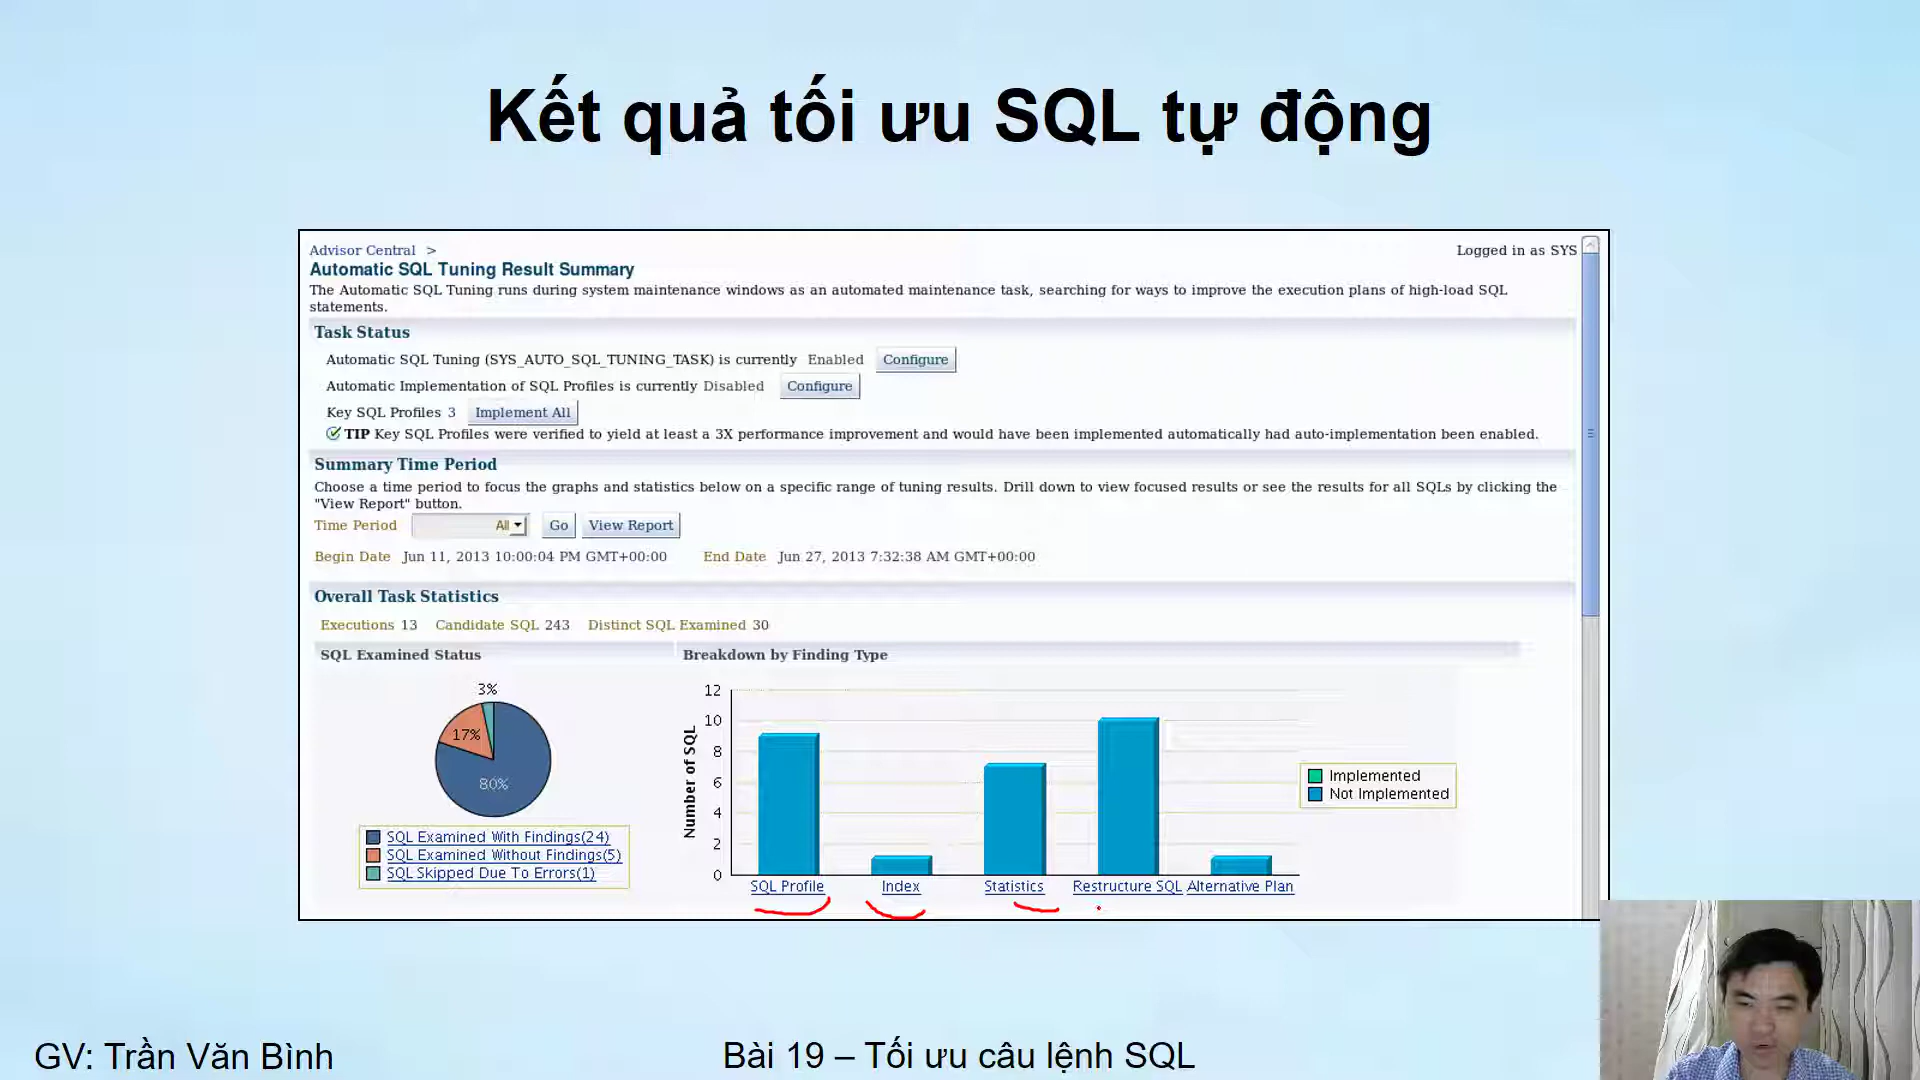 Kết quả tối ưu SQL tự động
Advisor Central >
Logged in as SYS
Automatic SQL Tuning Result Summary
The Automatic SQL Tuning runs during system maintenance windows as an automated maintenance task, searching for ways to improve the execution plans of high-load SQL
statements.
Task Status
Automatic SQL Tuning (SYS_AUTO_SQL_TUNING_TASK) is currently Enabled Configure
Automatic Implementation of SQL Profiles is currently Disabled Configure
Key SQL Profiles 3 Implement All
TIP Key SQL Profiles were verified to yield at least a 3X performance improvement and would have been implemented automatically had auto-implementation been enabled.
Summary Time Period
Choose a time period to focus the graphs and statistics below on a specific range of tuning results. Drill down to view focused results or see the results for all SQLs by clicking the
"View Report" button.
Time Period All Go View Report
Begin Date Jun 11, 2013 10:00:04 PM GMT+00:00 End Date Jun 27, 2013 7:32:38 AM GMT+00:00
Overall Task Statistics
Executions 13 Candidate SQL 243 Distinct SQL Examined 30
SQL Examined Status
3%
17%
80%
SQL Examined With Findings(24)
SQL Examined Without Findings(5)
SQL Skipped Due To Errors(1)
Breakdown by Finding Type
Number of SQL
12
10
8
6
4
2
0
SQL Profile Index Statistics Restructure SQL Alternative Plan
Implemented
Not Implemented
GV: Trần Văn Bình
Bài 19 – Tối ưu câu lệnh SQL